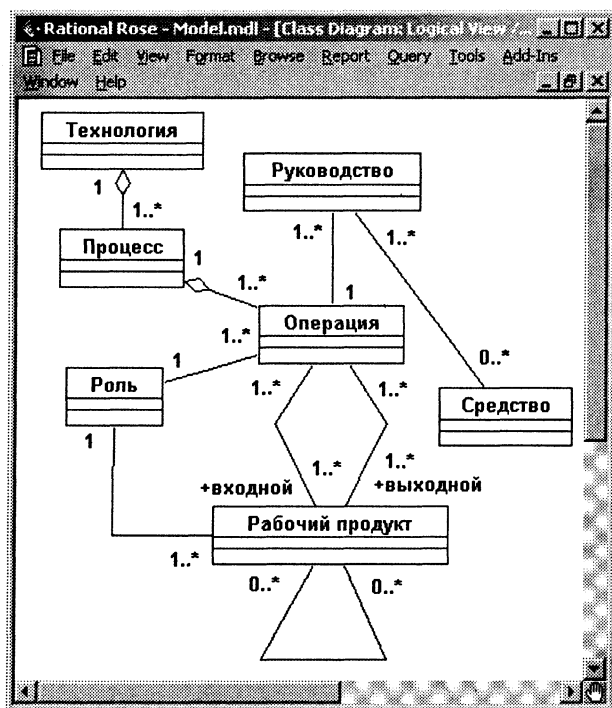 Rational Rose - Model.mdl - [Class Diagram: Logical View / ...
File Edit View Format Browse Report Query Tools Add-Ins
Window Help
Технология
Руководство
1
1..*
1..*
1..*
Процесс
1
1..*
1
Операция
1..*
1
0..*
Роль
1..*
1..*
Средство
1
1..*
1..*
+входной
+выходной
Рабочий продукт
1..*
0..*
0..*